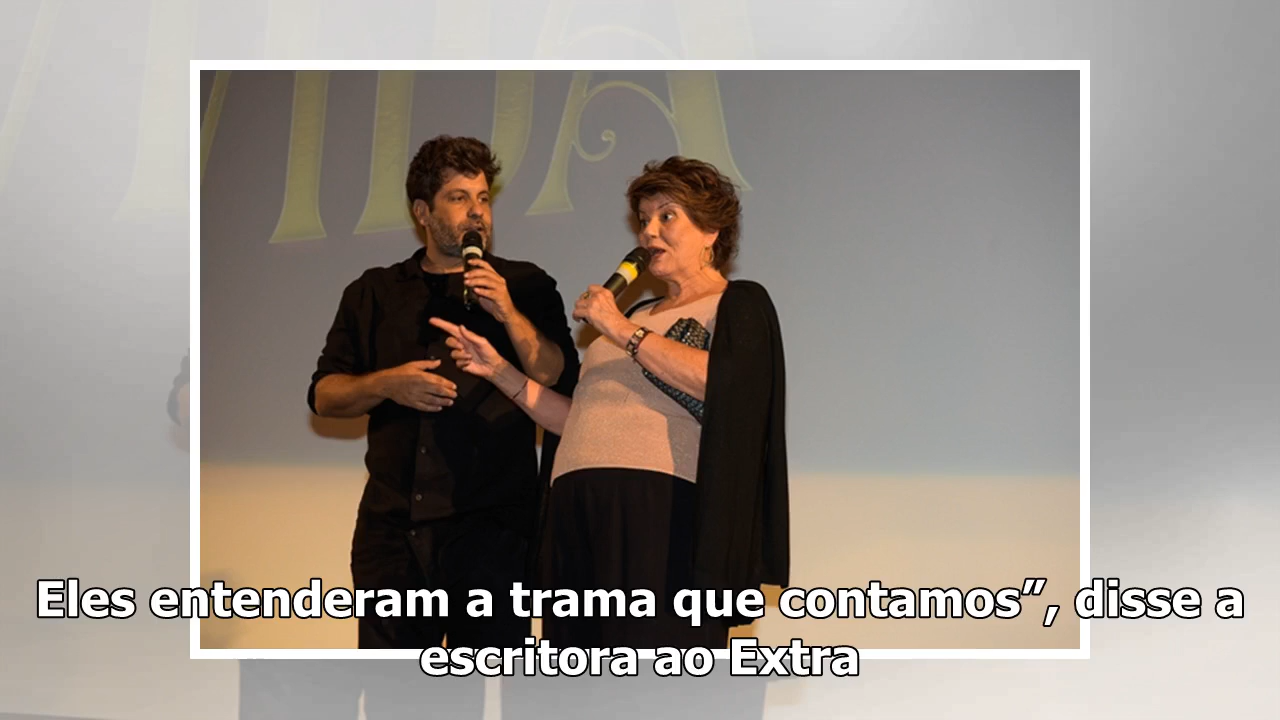 Eles entenderam a trama que contamos”, disse a
escritora ao Extra